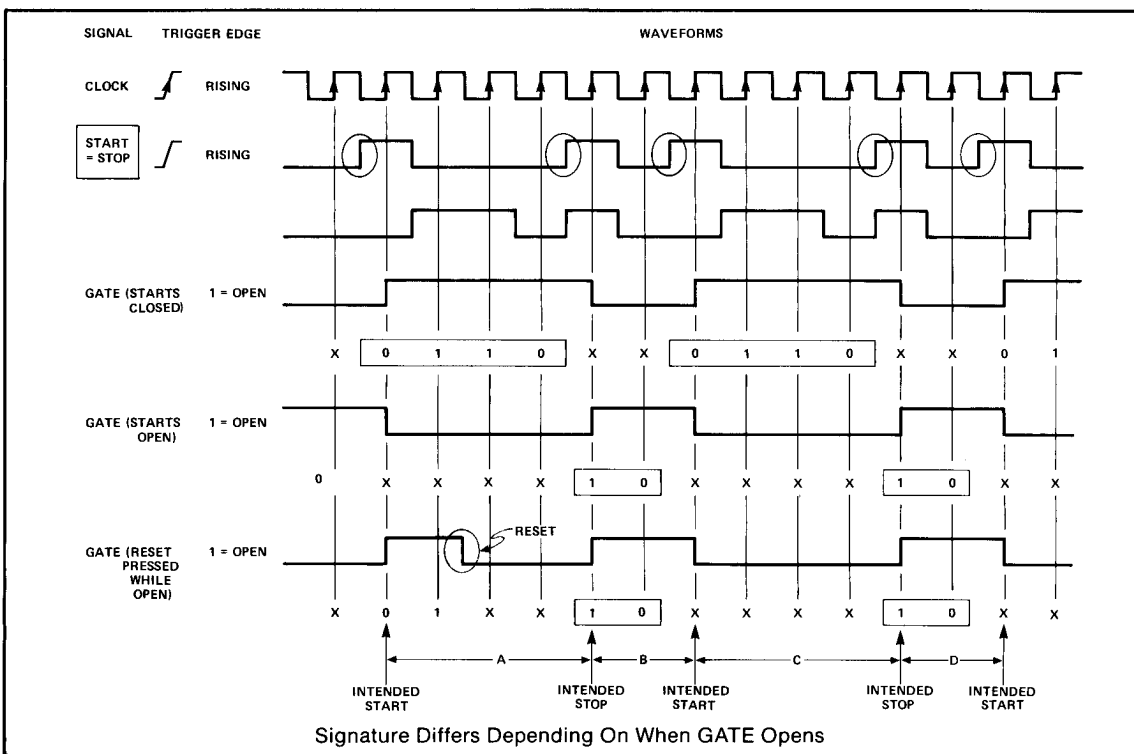 SIGNAL TRIGGER EDGE WAVEFORMS
CLOCK RISING
START
= STOP
RISING
GATE (STARTS
CLOSED)
1 = OPEN
X 0 1 1 0 X X 0 1 1 0 X X 0 1
GATE (STARTS
OPEN)
1 = OPEN
0 X X X X 1 0 X X X X 1 0 X X
RESET
GATE (RESET
PRESSED
WHILE
OPEN)
1 = OPEN
X 0 1 X X 1 0 X X X X 1 0 X X
A B C D
INTENDED
START
INTENDED
STOP
INTENDED
START
INTENDED
STOP
INTENDED
START
Signature Differs Depending On When GATE Opens